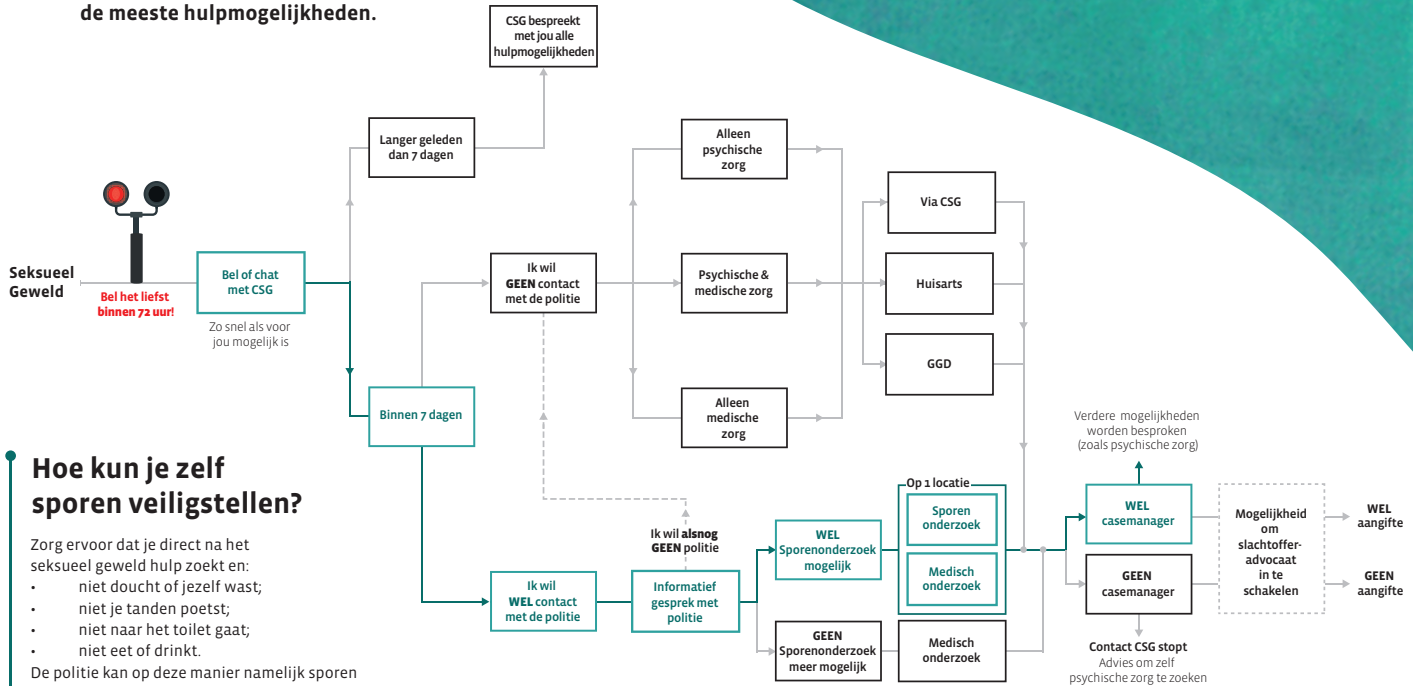 de meeste hulpmogelijkheden.
CSG bespreekt
met jou alle
hulpmogelijkheden
Langer geleden
dan 7 dagen
Seksueel
Geweld
Bel het liefst
binnen 72 uur!
Bel of chat
met CSG
Zo snel als voor
jou mogelijk is
Binnen 7 dagen
Ik wil
GEEN contact
met de politie
Alleen
psychische
zorg
Psychische &
medische zorg
Alleen
medische
zorg
Via CSG
Huisarts
GGD
Ik wil
WEL contact
met de politie
Ik wil alsnog
GEEN politie
Informatief
gesprek met
politie
WEL
Sporenonderzoek
mogelijk
GEEN
Sporenonderzoek
meer mogelijk
Op 1 locatie
Sporen
onderzoek
Medisch
onderzoek
Medisch
onderzoek
Verdere mogelijkheden
worden besproken
(zoals psychische zorg)
WEL
casemanager
GEEN
casemanager
Contact CSG stopt
Advies om zelf
psychische zorg te zoeken
Mogelijkheid
om
slachtoffer-
advocaat
in te
schakelen
WEL
aangifte
GEEN
aangifte
Hoe kun je zelf
sporen veiligstellen?
Zorg ervoor dat je direct na het
seksueel geweld hulp zoekt en:
• niet doucht of jezelf wast;
• niet je tanden poetst;
• niet naar het toilet gaat;
• niet eet of drinkt.
De politie kan op deze manier namelijk sporen